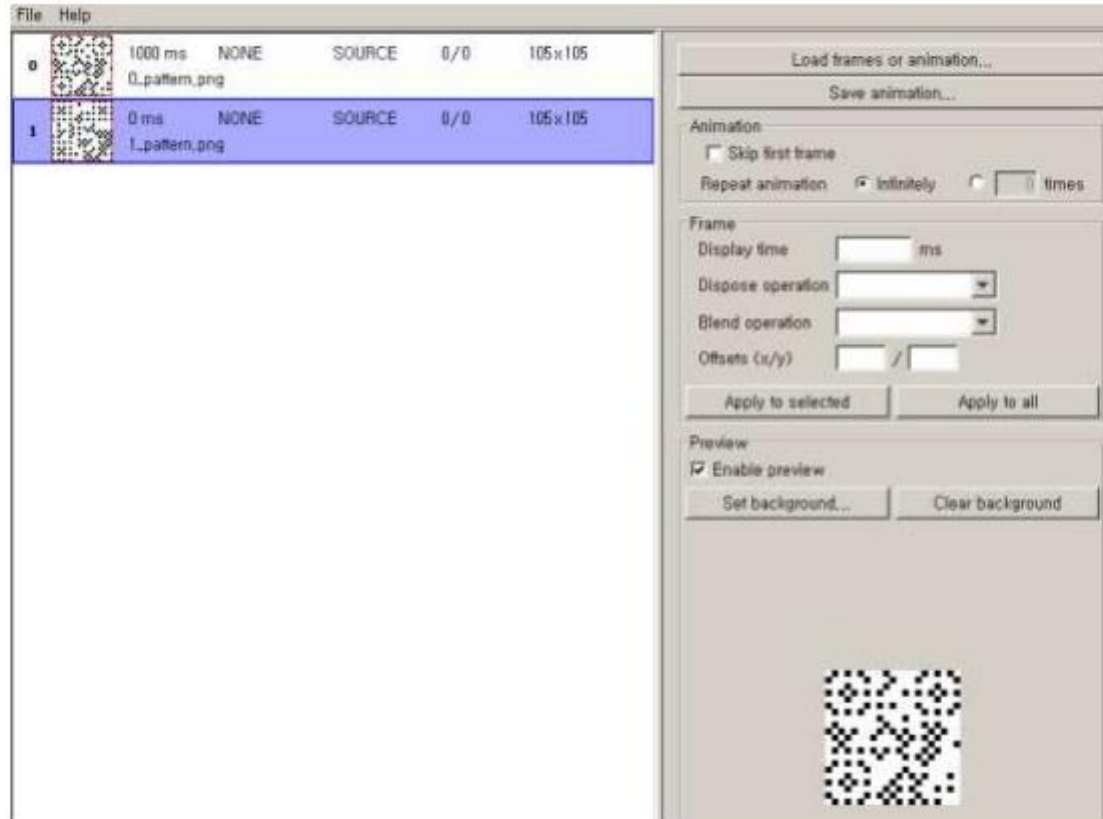 File Help
0 1000 ms NONE SOURCE 0/0 105x105
0_pattern.png
1 0 ms NONE SOURCE 0/0 105x105
1_pattern.png
Load frames or animation...
Save animation...
Animation
Skip first frame
Repeat animation Infinitely 0 times
Frame
Display time ms
Dispose operation
Blend operation
Offsets (x/y) /
Apply to selected Apply to all
Preview
Enable preview
Set background... Clear background